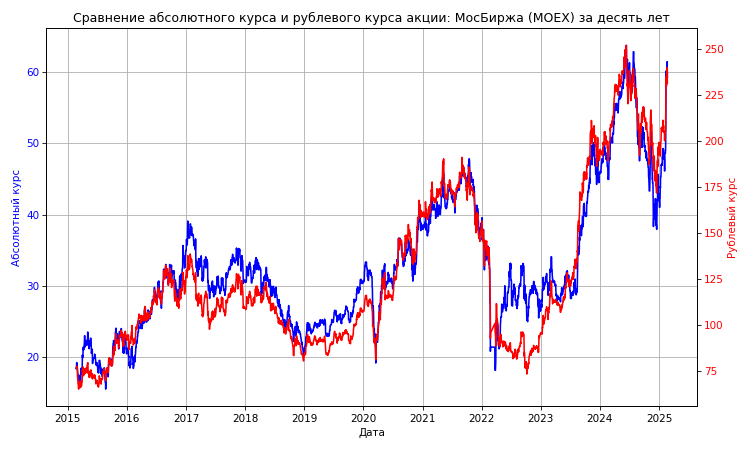 Сравнение абсолютного курса и рублевого курса акции: МосБиржа (MOEX) за десять лет
Абсолютный курс
60
50
40
30
20
Рублевый курс
250
225
200
175
150
125
100
75
2015 2016 2017 2018 2019 2020 2021 2022 2023 2024 2025
Дата